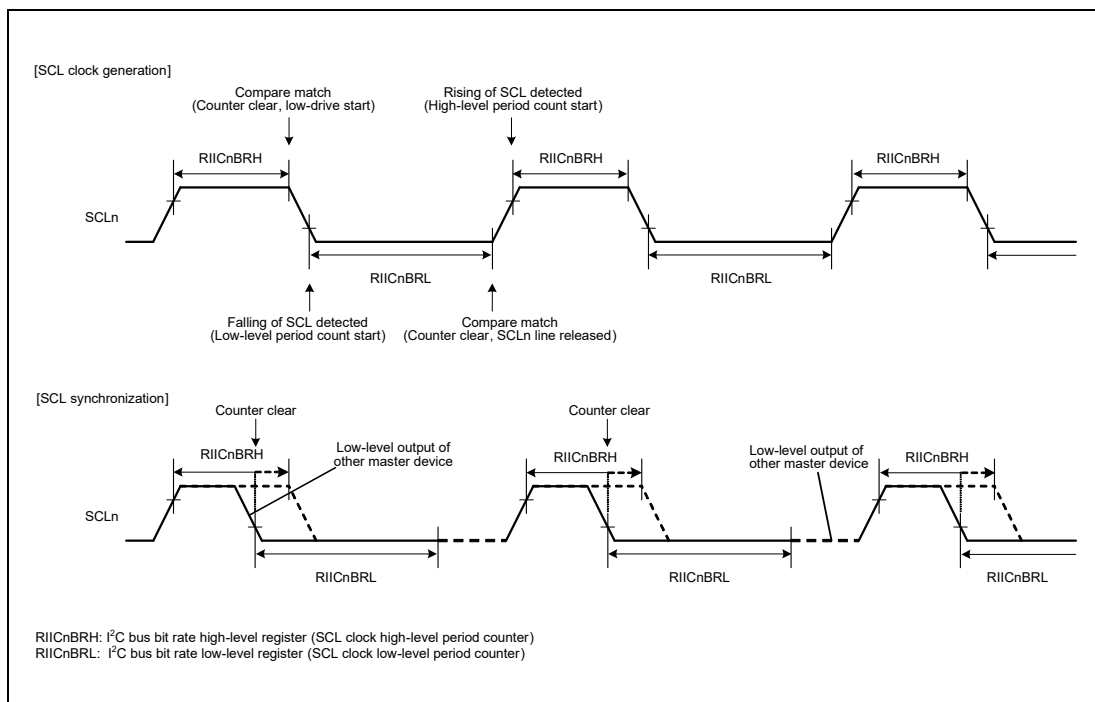 [SCL clock generation]
Compare match
(Counter clear, low-drive start)
Rising of SCL detected
(High-level period count start)
RIICnBRH
RIICnBRH
RIICnBRH
SCLn
RIICnBRL
RIICnBRL
Falling of SCL detected
(Low-level period count start)
Compare match
(Counter clear, SCLn line released)
[SCL synchronization]
Counter clear
Counter clear
RIICnBRH
Low-level output of
other master device
RIICnBRH
Low-level output of
other master device
RIICnBRH
SCLn
RIICnBRL
RIICnBRL
RIICnBRL
RIICnBRH: I²C bus bit rate high-level register (SCL clock high-level period counter)
RIICnBRL: I²C bus bit rate low-level register (SCL clock low-level period counter)